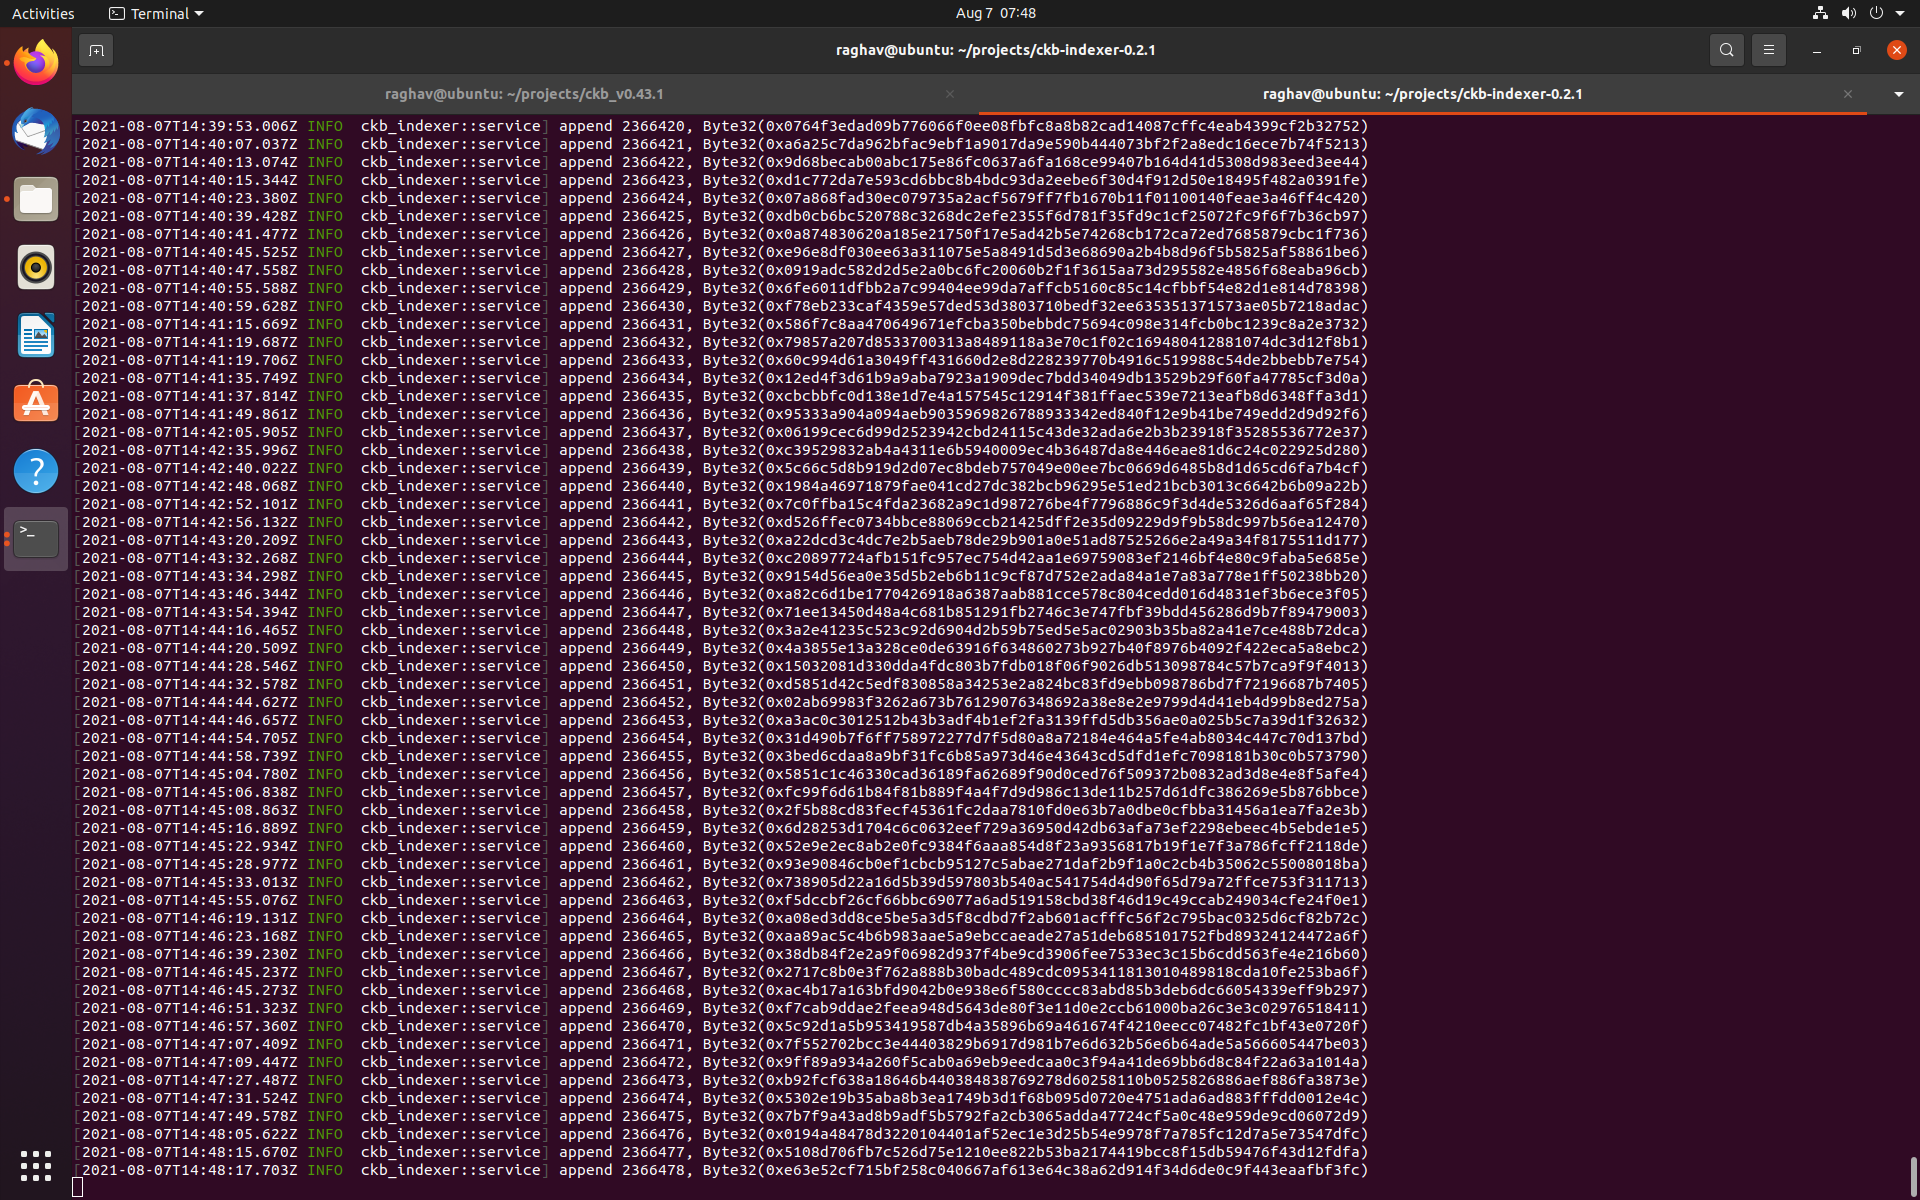 Activities
Terminal
Aug 7 07:48
raghav@ubuntu: ~/projects/ckb-indexer-0.2.1
raghav@ubuntu: ~/projects/ckb_v0.43.1
raghav@ubuntu: ~/projects/ckb-indexer-0.2.1
[2021-08-07T14:39:53.006Z INFO  ckb_indexer::service] append 2366420, Byte32(0x0764f3edad09b776066f0ee08fbfc8a8b82cad14087cffc4eab4399cf2b32752)
[2021-08-07T14:40:07.037Z INFO  ckb_indexer::service] append 2366421, Byte32(0xa6a25c7da962bfac9ebf1a9017da9e590b444073bf2f2a8edc16ece7b74f5213)
[2021-08-07T14:40:13.074Z INFO  ckb_indexer::service] append 2366422, Byte32(0x9d68becab00abc175e86fc0637a6fa168ce99407b164d41d5308d983eed3ee44)
[2021-08-07T14:40:15.344Z INFO  ckb_indexer::service] append 2366423, Byte32(0xd1c772da7e593cd6bbc8b4bdc93da2eebe6f30d4f912d50e18495f482a0391fe)
[2021-08-07T14:40:23.380Z INFO  ckb_indexer::service] append 2366424, Byte32(0x07a868fad30ec079735a2acf5679ff7fb1670b11f01100140feae3a46ff4c420)
[2021-08-07T14:40:39.428Z INFO  ckb_indexer::service] append 2366425, Byte32(0xdb0cb6bc520788c3268dc2efe2355f6d781f35fd9c1cf25072fc9f6f7b36cb97)
[2021-08-07T14:40:41.477Z INFO  ckb_indexer::service] append 2366426, Byte32(0x0a874830620a185e21750f17e5ad42b5e74268cb172ca72ed7685879cbc1f736)
[2021-08-07T14:40:45.525Z INFO  ckb_indexer::service] append 2366427, Byte32(0xe96e8df030ee63a311075e5a8491d5d3e68690a2b4b8d96f5b5825af58861be6)
[2021-08-07T14:40:47.558Z INFO  ckb_indexer::service] append 2366428, Byte32(0x0919adc582d2d5e2a0bc6fc20060b2f1f3615aa73d295582e4856f68eaba96cb)
[2021-08-07T14:40:55.588Z INFO  ckb_indexer::service] append 2366429, Byte32(0x6fe6011dfbb2a7c99404ee99da7affcb5160c85c14cfbbf54e82d1e814d78398)
[2021-08-07T14:40:59.628Z INFO  ckb_indexer::service] append 2366430, Byte32(0xf78eb233caf4359e57ded53d3803710bedf32ee635351371573ae05b7218adac)
[2021-08-07T14:41:15.669Z INFO  ckb_indexer::service] append 2366431, Byte32(0x586f7c8aa470649671efcba350bebbdc75694c098e314fcb0bc1239c8a2e3732)
[2021-08-07T14:41:19.687Z INFO  ckb_indexer::service] append 2366432, Byte32(0x79857a207d8533700313a8489118a3e70c1f02c169480412881074dc3d12f8b1)
[2021-08-07T14:41:19.706Z INFO  ckb_indexer::service] append 2366433, Byte32(0x60c994d61a3049ff431660d2e8d228239770b4916c519988c54de2bbebb7e754)
[2021-08-07T14:41:35.749Z INFO  ckb_indexer::service] append 2366434, Byte32(0x12ed4f3d61b9a9aba7923a1909dec7bdd34049db13529b29f60fa47785cf3d0a)
[2021-08-07T14:41:37.814Z INFO  ckb_indexer::service] append 2366435, Byte32(0xcbcbbfc0d138e1d7e4a157545c12914f381ffaec539e7213eafb8d6348ffa3d1)
[2021-08-07T14:41:49.861Z INFO  ckb_indexer::service] append 2366436, Byte32(0x95333a904a094aeb9035969826788933342ed840f12e9b41be749edd2d9d92f6)
[2021-08-07T14:42:05.905Z INFO  ckb_indexer::service] append 2366437, Byte32(0x06199cec6d99d2523942cbd24115c43de32ada6e2b3b23918f35285536772e37)
[2021-08-07T14:42:35.996Z INFO  ckb_indexer::service] append 2366438, Byte32(0xc39529832ab4a4311e6b5940009ec4b36487da8e446eae81d6c24c022925d280)
[2021-08-07T14:42:40.022Z INFO  ckb_indexer::service] append 2366439, Byte32(0x5c66c5d8b919d2d07ec8bdeb757049e00ee7bc0669d6485b8d1d65cd6fa7b4cf)
[2021-08-07T14:42:48.068Z INFO  ckb_indexer::service] append 2366440, Byte32(0x1984a46971879fae041cd27dc382bcb96295e51ed21bcb3013c6642b6b09a22b)
[2021-08-07T14:42:52.101Z INFO  ckb_indexer::service] append 2366441, Byte32(0x7c0ffba15c4fda23682a9c1d987276be4f7796886c9f3d4de5326d6aaf65f284)
[2021-08-07T14:42:56.132Z INFO  ckb_indexer::service] append 2366442, Byte32(0xd526ffec0734bbce88069ccb21425dff2e35d09229d9f9b58dc997b56ea12470)
[2021-08-07T14:43:20.209Z INFO  ckb_indexer::service] append 2366443, Byte32(0xa22dcd3c4dc7e2b5aeb78de29b901a0e51ad87525266e2a49a34f8175511d177)
[2021-08-07T14:43:32.268Z INFO  ckb_indexer::service] append 2366444, Byte32(0xc20897724afb151fc957ec754d42aa1e69759083ef2146bf4e80c9faba5e685e)
[2021-08-07T14:43:34.298Z INFO  ckb_indexer::service] append 2366445, Byte32(0x9154d56ea0e35d5b2eb6b11c9cf87d752e2ada84a1e7a83a778e1ff50238bb20)
[2021-08-07T14:43:46.344Z INFO  ckb_indexer::service] append 2366446, Byte32(0xa82c6d1be1770426918a6387aab881cce578c804cedd016d4831ef3b6ece3f05)
[2021-08-07T14:43:54.394Z INFO  ckb_indexer::service] append 2366447, Byte32(0x71ee13450d48a4c681b851291fb2746c3e747fbf39bdd456286d9b7f89479003)
[2021-08-07T14:44:16.465Z INFO  ckb_indexer::service] append 2366448, Byte32(0x3a2e41235c523c92d6904d2b59b75ed5e5ac02903b35ba82a41e7ce488b72dca)
[2021-08-07T14:44:20.509Z INFO  ckb_indexer::service] append 2366449, Byte32(0x4a3855e13a328ce0de63916f634860273b927b40f8976b4092f422eca5a8ebc2)
[2021-08-07T14:44:28.546Z INFO  ckb_indexer::service] append 2366450, Byte32(0x15032081d330dda4fdc803b7fdb018f06f9026db513098784c57b7ca9f9f4013)
[2021-08-07T14:44:32.578Z INFO  ckb_indexer::service] append 2366451, Byte32(0xd5851d42c5edf830858a34253e2a824bc83fd9ebb098786bd7f72196687b7405)
[2021-08-07T14:44:44.627Z INFO  ckb_indexer::service] append 2366452, Byte32(0x02ab69983f3262a673b76129076348692a38e8e2e9799d4d41eb4d99b8ed275a)
[2021-08-07T14:44:46.657Z INFO  ckb_indexer::service] append 2366453, Byte32(0xa3ac0c3012512b43b3adf4b1ef2fa3139ffd5db356ae0a025b5c7a39d1f32632)
[2021-08-07T14:44:54.705Z INFO  ckb_indexer::service] append 2366454, Byte32(0x31d490b7f6ff758972277d7f5d80a8a72184e464a5fe4ab8034c447c70d137bd)
[2021-08-07T14:44:58.739Z INFO  ckb_indexer::service] append 2366455, Byte32(0x3bed6cdaa8a9bf31fc6b85a973d46e43643cd5dfd1efc7098181b30c0b573790)
[2021-08-07T14:45:04.780Z INFO  ckb_indexer::service] append 2366456, Byte32(0x5851c1c46330cad36189fa62689f90d0ced76f509372b0832ad3d8e4e8f5afe4)
[2021-08-07T14:45:06.838Z INFO  ckb_indexer::service] append 2366457, Byte32(0xfc99f6d61b84f81b889f4a4f7d9d986c13de11b257d61dfc386269e5b876bbce)
[2021-08-07T14:45:08.863Z INFO  ckb_indexer::service] append 2366458, Byte32(0x2f5b88cd83fecf45361fc2daa7810fd0e63b7a0dbe0cfbba31456a1ea7fa2e3b)
[2021-08-07T14:45:16.889Z INFO  ckb_indexer::service] append 2366459, Byte32(0x6d28253d1704c6c0632eef729a36950d42db63afa73ef2298ebeec4b5ebde1e5)
[2021-08-07T14:45:22.934Z INFO  ckb_indexer::service] append 2366460, Byte32(0x52e9e2ec8ab2e0fc9384f6aaa854d8f23a9356817b19f1e7f3a786fcff2118de)
[2021-08-07T14:45:28.977Z INFO  ckb_indexer::service] append 2366461, Byte32(0x93e90846cb0ef1cbcb95127c5abae271daf2b9f1a0c2cb4b35062c55008018ba)
[2021-08-07T14:45:33.013Z INFO  ckb_indexer::service] append 2366462, Byte32(0x738905d22a16d5b39d597803b540ac541754d4d90f65d79a72ffce753f311713)
[2021-08-07T14:45:55.076Z INFO  ckb_indexer::service] append 2366463, Byte32(0xf5dccbf26cf66bbc69077a6ad519158cbd38f46d19c49ccab249034cfe24f0e1)
[2021-08-07T14:46:19.131Z INFO  ckb_indexer::service] append 2366464, Byte32(0xa08ed3dd8ce5be5a3d5f8cdbd7f2ab601acfffc56f2c795bac0325d6cf82b72c)
[2021-08-07T14:46:23.168Z INFO  ckb_indexer::service] append 2366465, Byte32(0xaa89ac5c4b6b983aae5a9ebccaeade27a51deb685101752fbd89324124472a6f)
[2021-08-07T14:46:39.230Z INFO  ckb_indexer::service] append 2366466, Byte32(0x38db84f2e2a9f06982d937f4be9cd3906fee7533ec3c15b6cdd563fe4e216b60)
[2021-08-07T14:46:45.237Z INFO  ckb_indexer::service] append 2366467, Byte32(0x2717c8b0e3f762a888b30badc489cdc0953411813010489818cda10fe253ba6f)
[2021-08-07T14:46:45.273Z INFO  ckb_indexer::service] append 2366468, Byte32(0xac4b17a163bfd9042b0e938e6f580cccc83abd85b3deb6dc66054339eff9b297)
[2021-08-07T14:46:51.323Z INFO  ckb_indexer::service] append 2366469, Byte32(0xf7cab9ddae2feea948d5643de80f3e11d0e2ccb61000ba26c3e3c02976518411)
[2021-08-07T14:46:57.360Z INFO  ckb_indexer::service] append 2366470, Byte32(0x5c92d1a5b953419587db4a35896b69a461674f4210eecc07482fc1bf43e0720f)
[2021-08-07T14:47:07.409Z INFO  ckb_indexer::service] append 2366471, Byte32(0x7f552702bcc3e44403829b6917d981b7e6d632b56e6b64ade5a566605447be03)
[2021-08-07T14:47:09.447Z INFO  ckb_indexer::service] append 2366472, Byte32(0x9ff89a934a260f5cab0a69eb9eedcaa0c3f94a41de69bb6d8c84f22a63a1014a)
[2021-08-07T14:47:27.487Z INFO  ckb_indexer::service] append 2366473, Byte32(0xb92fcf638a18646b440384838769278d60258110b0525826886aef886fa3873e)
[2021-08-07T14:47:31.524Z INFO  ckb_indexer::service] append 2366474, Byte32(0x5302e19b35aba8b3ea1749b3d1f68b095d0720e4751ada6ad883fffdd0012e4c)
[2021-08-07T14:47:49.578Z INFO  ckb_indexer::service] append 2366475, Byte32(0x7b7f9a43ad8b9adf5b5792fa2cb3065adda47724cf5a0c48e959de9cd06072d9)
[2021-08-07T14:48:05.622Z INFO  ckb_indexer::service] append 2366476, Byte32(0x0194a48478d3220104401af52ec1e3d25b54e9978f7a785fc12d7a5e73547dfc)
[2021-08-07T14:48:15.670Z INFO  ckb_indexer::service] append 2366477, Byte32(0x5108d706fb7c526d75e1210ee822b53ba2174419bcc8f15db59476f43d12fdfa)
[2021-08-07T14:48:17.703Z INFO  ckb_indexer::service] append 2366478, Byte32(0xe63e52cf715bf258c040667af613e64c38a62d914f34d6de0c9f443eaafbf3fc)